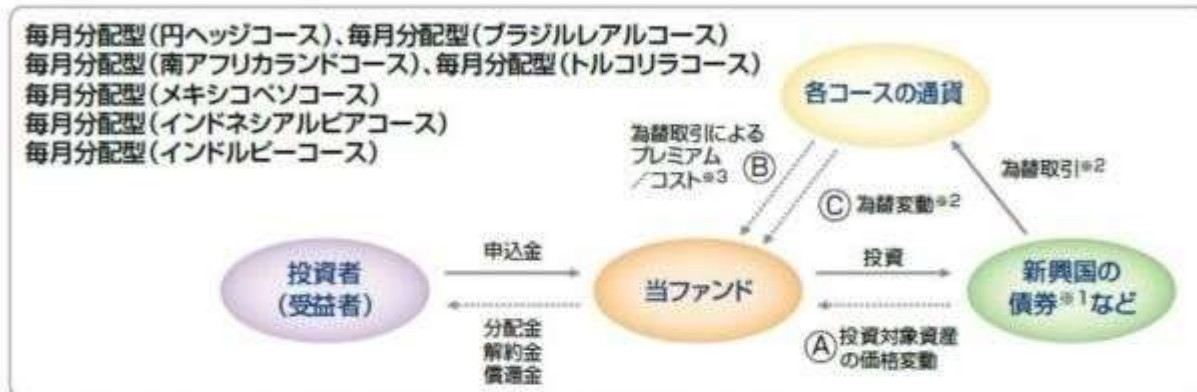 毎月分配型(円ヘッジコース)、毎月分配型(ブラジルレアルコース)
毎月分配型(南アフリカランドコース)、毎月分配型(トルコリラコース)
毎月分配型(メキシコペソコース)
毎月分配型(インドネシアルピアコース)
毎月分配型(インドルピーコース)
各コースの通貨
為替取引による
プレミアム
／コスト※3
Ⓑ
為替取引※2
Ⓒ 為替変動※2
投資者
(受益者)
申込金
分配金
解約金
償還金
当ファンド
投資
Ⓐ 投資対象資産
の価格変動
新興国の
債券※1など